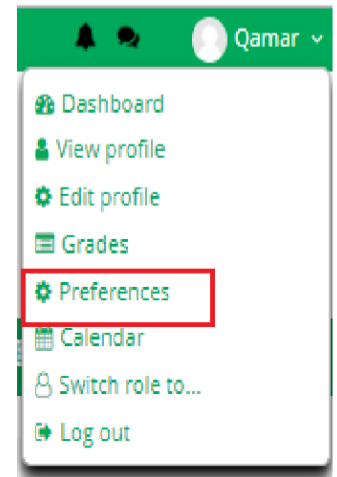 Qamar
Dashboard
View profile
Edit profile
Grades
Preferences
Calendar
Switch role to...
Log out